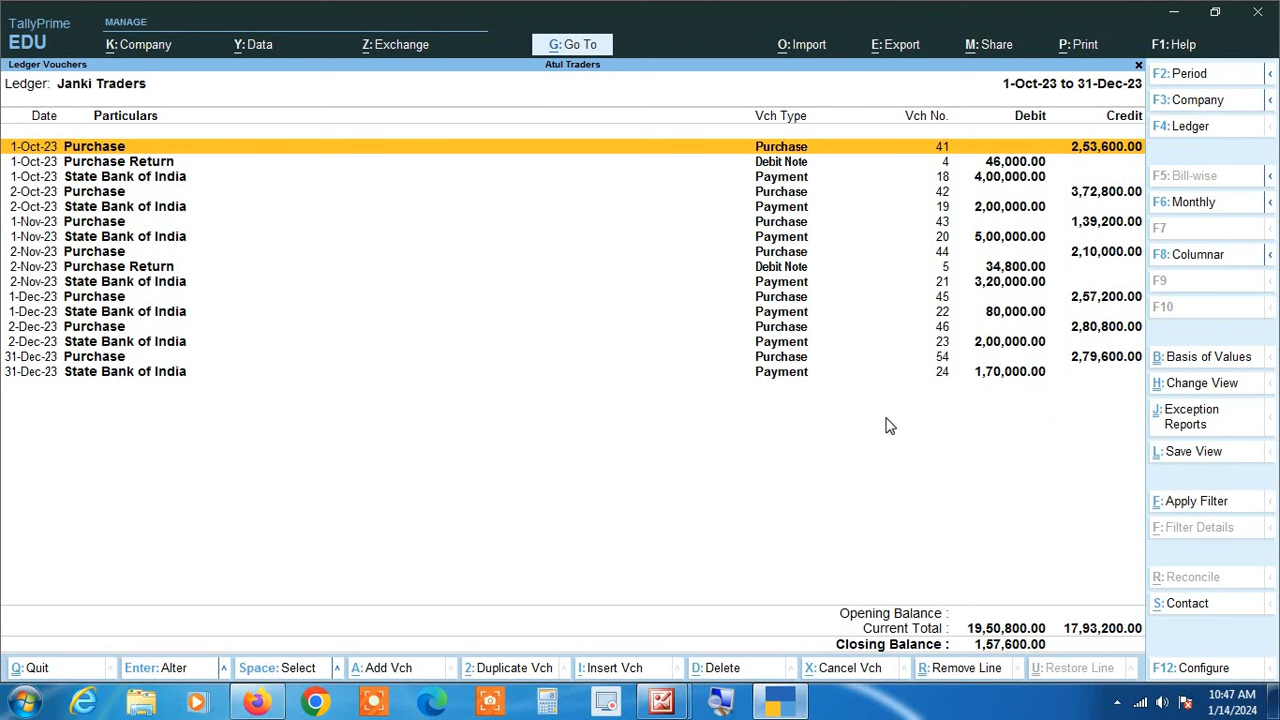 TallyPrime
EDU
MANAGE
K: Company
Y: Data
Z: Exchange
G: Go To
O: Import
E: Export
M: Share
P: Print
F1: Help
Ledger Vouchers
Atul Traders
Ledger: Janki Traders
1-Oct-23 to 31-Dec-23
Date Particulars Vch Type Vch No. Debit Credit
1-Oct-23 Purchase Purchase 41 2,53,600.00
1-Oct-23 Purchase Return Debit Note 4 46,000.00
1-Oct-23 State Bank of India Payment 18 4,00,000.00
2-Oct-23 Purchase Purchase 42 3,72,800.00
2-Oct-23 State Bank of India Payment 19 2,00,000.00
1-Nov-23 Purchase Purchase 43 1,39,200.00
1-Nov-23 State Bank of India Payment 20 5,00,000.00
2-Nov-23 Purchase Purchase 44 2,10,000.00
2-Nov-23 Purchase Return Debit Note 5 34,800.00
2-Nov-23 State Bank of India Payment 21 3,20,000.00
1-Dec-23 Purchase Purchase 45 2,57,200.00
1-Dec-23 State Bank of India Payment 22 80,000.00
2-Dec-23 Purchase Purchase 46 2,80,800.00
2-Dec-23 State Bank of India Payment 23 2,00,000.00
31-Dec-23 Purchase Purchase 54 2,79,600.00
31-Dec-23 State Bank of India Payment 24 1,70,000.00
Opening Balance :
Current Total : 19,50,800.00 17,93,200.00
Closing Balance : 1,57,600.00
F2: Period
F3: Company
F4: Ledger
F5: Bill-wise
F6: Monthly
F7
F8: Columnar
F9
F10
B: Basis of Values
H: Change View
J: Exception
Reports
L: Save View
E: Apply Filter
F: Filter Details
R: Reconcile
S: Contact
Q: Quit
Enter: Alter
Space: Select
A: Add Vch
2: Duplicate Vch
I: Insert Vch
D: Delete
X: Cancel Vch
R: Remove Line
U: Restore Line
F12: Configure
10:47 AM
1/14/2024